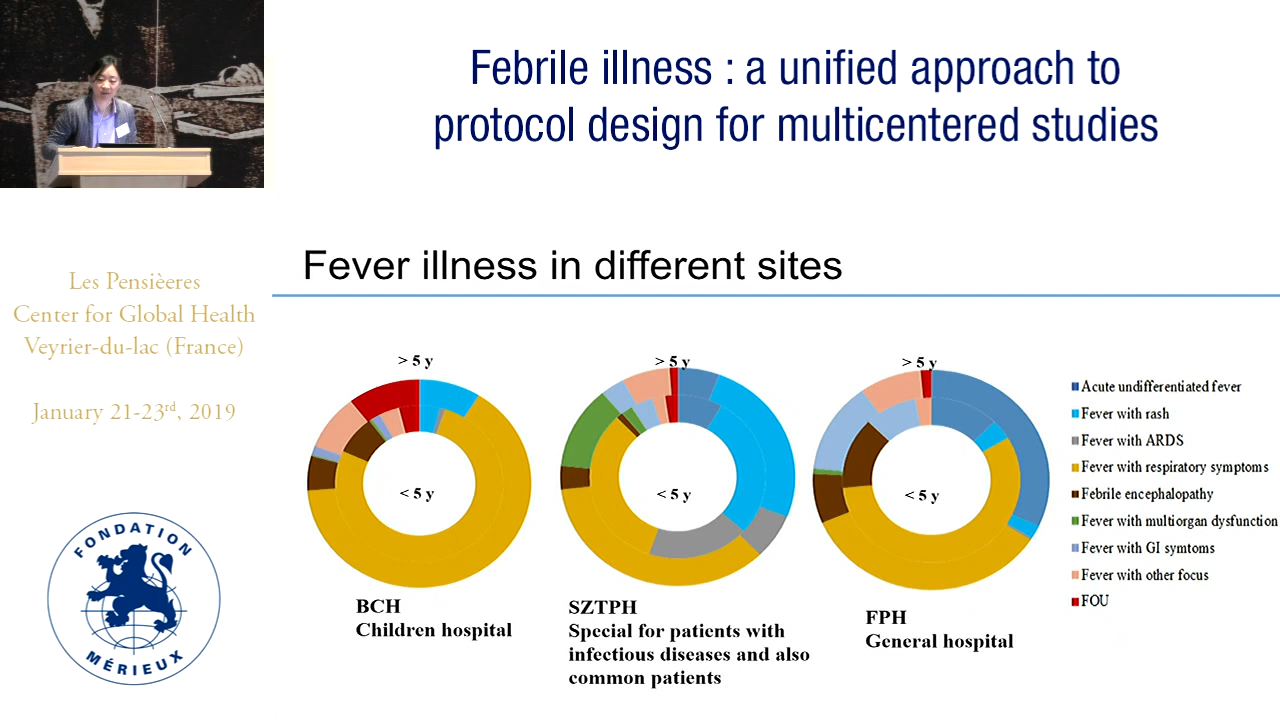 Febrile illness : a unified approach to
protocol design for multicentered studies
Les Pensièeres
Center for Global Health
Veyrier-du-lac (France)
January 21-23rd, 2019
FONDATION
MÉRIEUX
Fever illness in different sites
> 5 y
< 5 y
BCH
Children hospital
> 5 y
< 5 y
SZTPH
Special for patients with
infectious diseases and also
common patients
> 5 y
< 5 y
FPH
General hospital
Acute undifferentiated fever
Fever with rash
Fever with ARDS
Fever with respiratory symptoms
Febrile encephalopathy
Fever with multiorgan dysfunction
Fever with GI symtoms
Fever with other focus
FOU